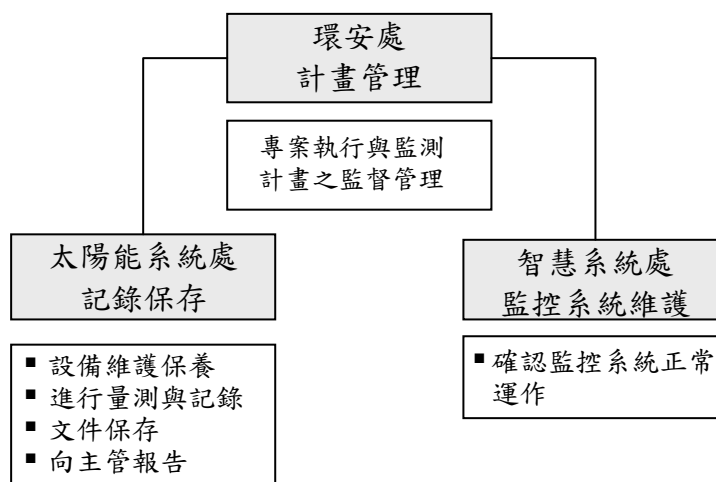 環安處
計畫管理
專案執行與監測
計畫之監督管理
太陽能系統處
記錄保存
▪ 設備維護保養
▪ 進行量測與記錄
▪ 文件保存
▪ 向主管報告
智慧系統處
監控系統維護
▪ 確認監控系統正常
運作